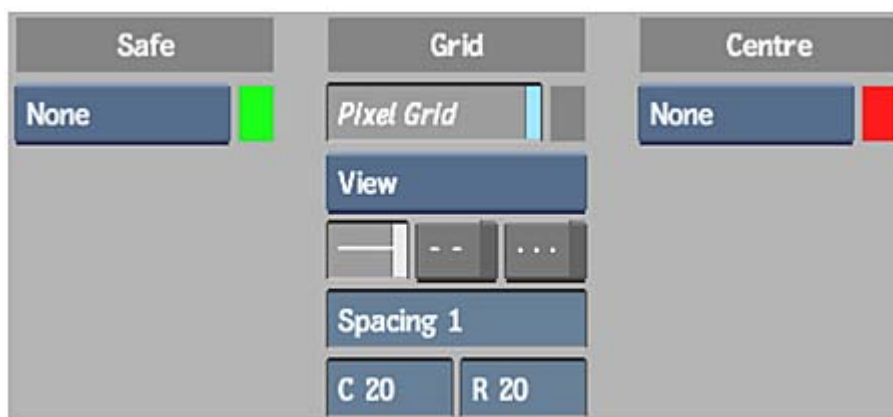 Safe
Grid
Centre
None
Pixel Grid
None
View
- -
...
Spacing 1
C 20
R 20